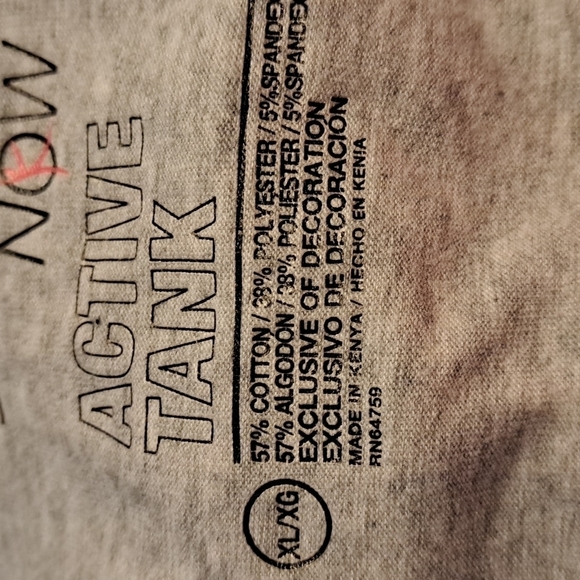 NOW
ACTIVE
TANK
57% COTTON / 38% POLYESTER / 5% SPANDEX
57% ALGODON / 38% POLIESTER / 5% SPANDEX
EXCLUSIVE OF DECORATION
EXCLUSIVO DE DECORACION
MADE IN KENYA / HECHO EN KENIA
RN64759
XL/XG